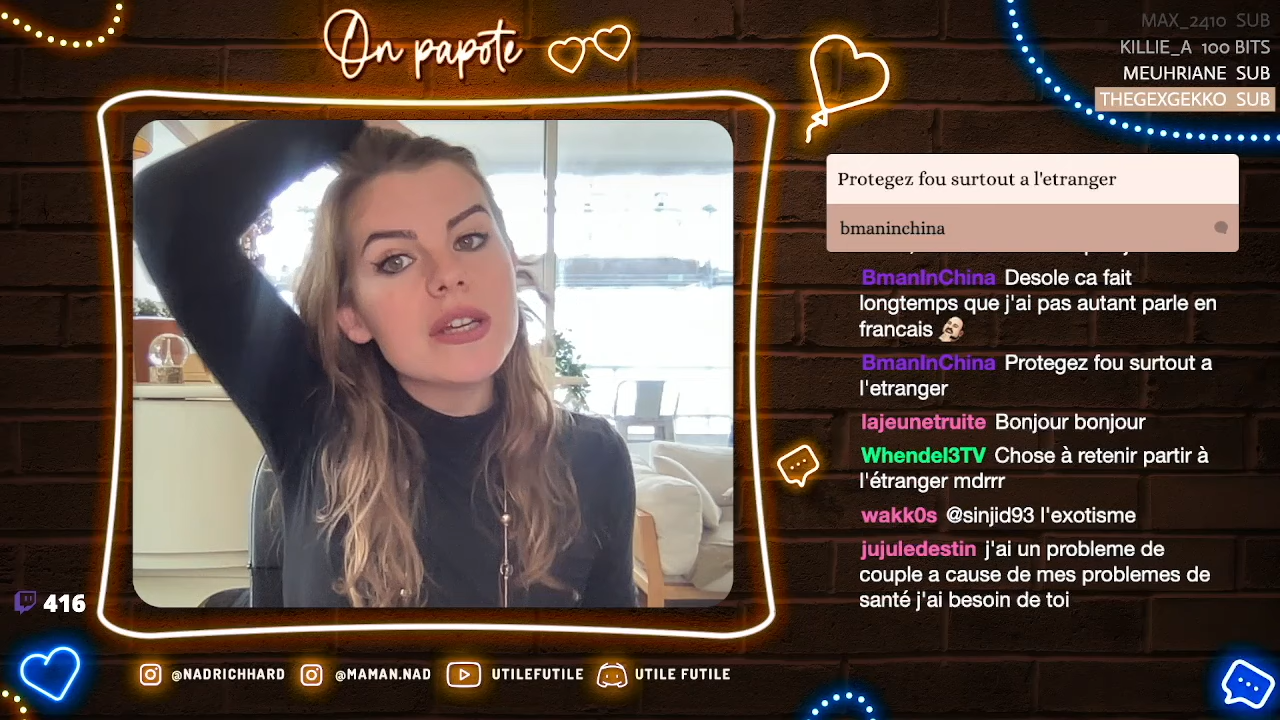 On papote
MAX_2410 SUB
KILLIE_A 100 BITS
MEUHRIANE SUB
THEGEXGEKKO SUB
Protegez fou surtout a l'etranger
bmaninchina
BmanInChina Desole ca fait
longtemps que j'ai pas autant parle en
francais
BmanInChina Protegez fou surtout a
l'etranger
lajeunetruite Bonjour bonjour
Whendel3TV Chose à retenir partir à
l'étranger mdrrr
wakk0s @sinjid93 l'exotisme
jujuledestin j'ai un probleme de
couple a cause de mes problemes de
santé j'ai besoin de toi
416
@NADRICHHARD @MAMAN.NAD UTILEFUTILE UTILE FUTILE